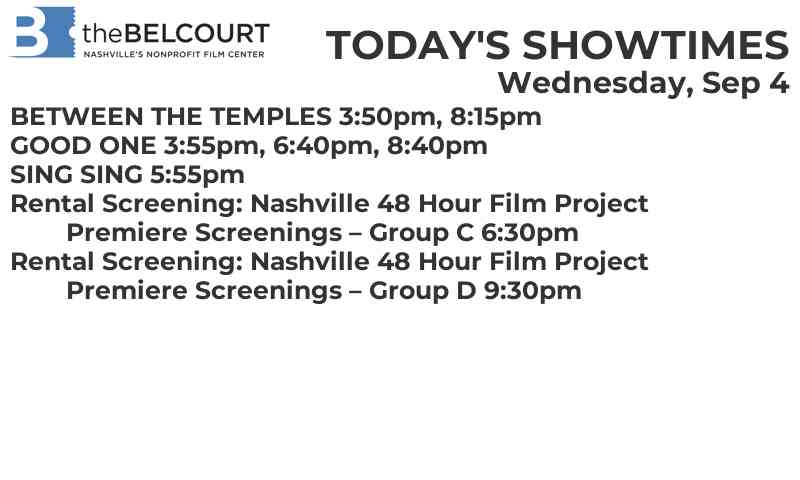 B theBELCOURT
NASHVILLE'S NONPROFIT FILM CENTER
TODAY'S SHOWTIMES
Wednesday, Sep 4
BETWEEN THE TEMPLES 3:50pm, 8:15pm
GOOD ONE 3:55pm, 6:40pm, 8:40pm
SING SING 5:55pm
Rental Screening: Nashville 48 Hour Film Project
Premiere Screenings – Group C 6:30pm
Rental Screening: Nashville 48 Hour Film Project
Premiere Screenings – Group D 9:30pm